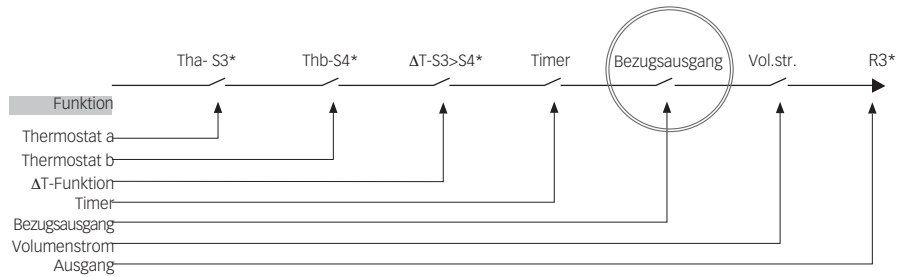 Tha- S3* Thb-S4* ΔT-S3>S4* Timer Bezugsausgang Vol.str. R3*
Funktion
Thermostat a
Thermostat b
ΔT-Funktion
Timer
Bezugsausgang
Volumenstrom
Ausgang